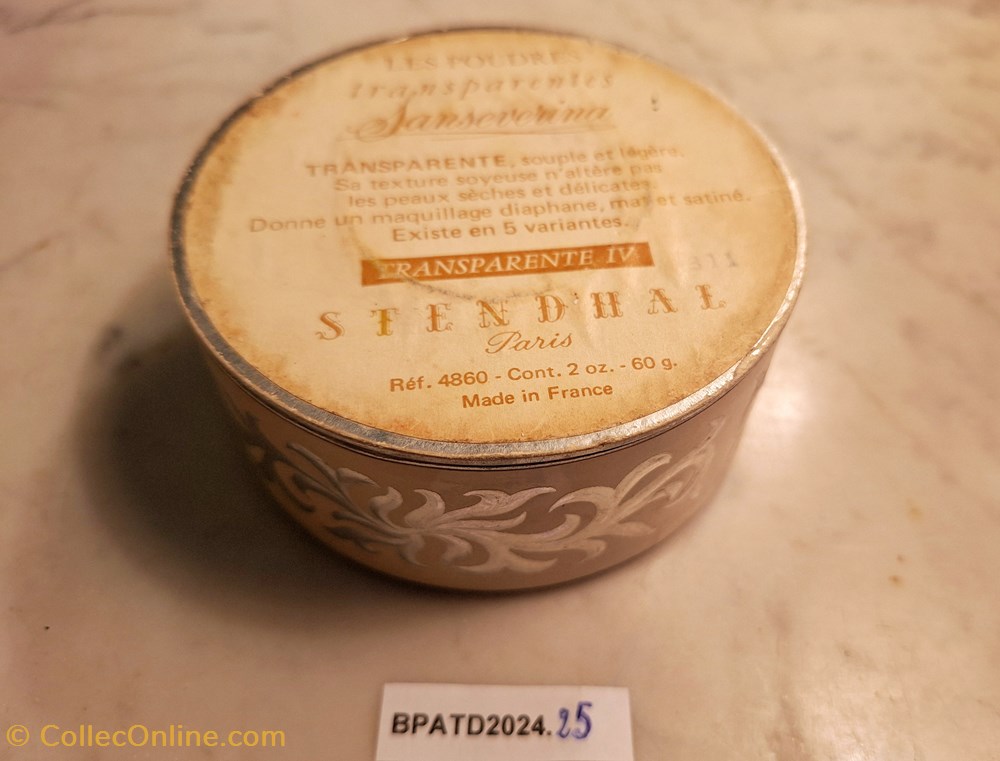 LES POUDRES
transparentes
Sanseverina
TRANSPARENTE, souple et légère.
Sa texture soyeuse n'altère pas
les peaux sèches et délicates.
Donne un maquillage diaphane, mat et satiné.
Existe en 5 variantes.
TRANSPARENTE IV
311
STENDHAL
Paris
Réf. 4860 - Cont. 2 oz. - 60 g.
Made in France
BPATD2024.25
© CollecOnline.com